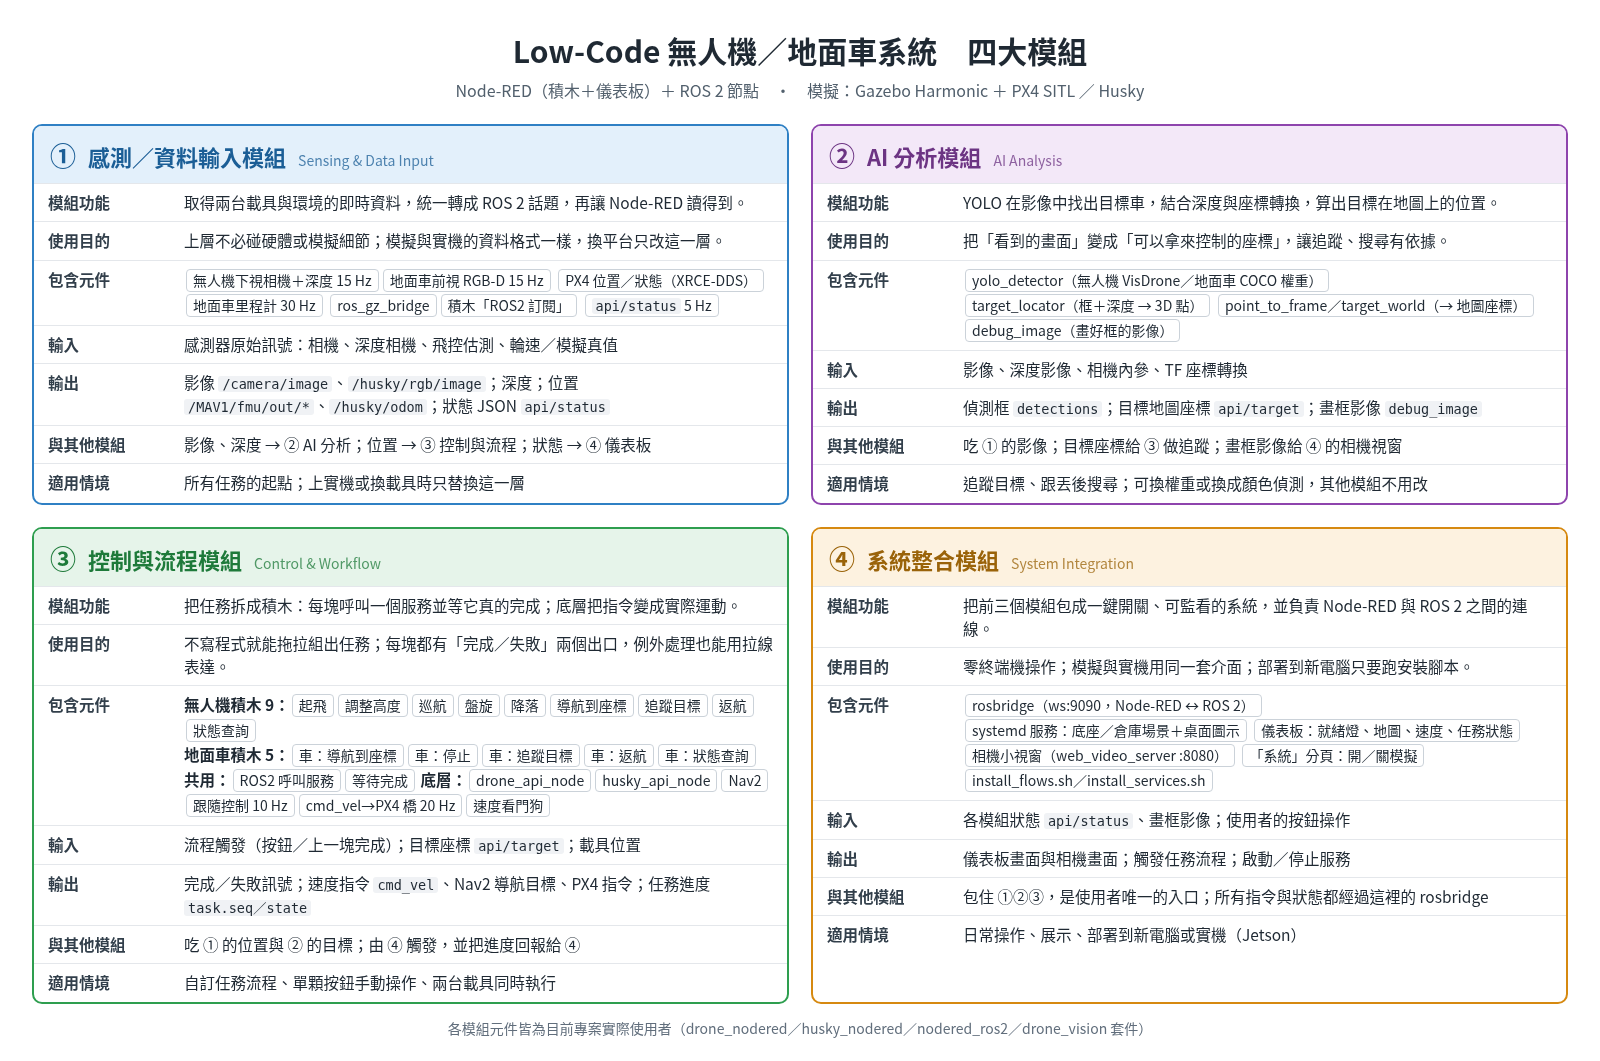 Low-Code 無人機／地面車系統　四大模組
Node-RED（積木＋儀表板）＋ ROS 2 節點　・　模擬：Gazebo Harmonic ＋ PX4 SITL ／ Husky
① 感測／資料輸入模組 Sensing & Data Input
模組功能 取得兩台載具與環境的即時資料，統一轉成 ROS 2 話題，再讓 Node-RED 讀得到。
使用目的 上層不必碰硬體或模擬細節；模擬與實機的資料格式一樣，換平台只改這一層。
包含元件 無人機下視相機＋深度 15 Hz 地面車前視 RGB-D 15 Hz PX4 位置／狀態（XRCE-DDS）
地面車里程計 30 Hz ros_gz_bridge 積木「ROS2 訂閱」 api/status 5 Hz
輸入 感測器原始訊號：相機、深度相機、飛控估測、輪速／模擬真值
輸出 影像 /camera/image、/husky/rgb/image；深度；位置
/MAV1/fmu/out/*、/husky/odom；狀態 JSON api/status
與其他模組 影像、深度 → ② AI 分析；位置 → ③ 控制與流程；狀態 → ④ 儀表板
適用情境 所有任務的起點；上實機或換載具時只替換這一層
② AI 分析模組 AI Analysis
模組功能 YOLO 在影像中找出目標車，結合深度與座標轉換，算出目標在地圖上的位置。
使用目的 把「看到的畫面」變成「可以拿來控制的座標」，讓追蹤、搜尋有依據。
包含元件 yolo_detector（無人機 VisDrone／地面車 COCO 權重）
target_locator（框＋深度 → 3D 點） point_to_frame／target_world（→ 地圖座標）
debug_image（畫好框的影像）
輸入 影像、深度影像、相機內參、TF 座標轉換
輸出 偵測框 detections；目標地圖座標 api/target；畫框影像 debug_image
與其他模組 吃 ① 的影像；目標座標給 ③ 做追蹤；畫框影像給 ④ 的相機視窗
適用情境 追蹤目標、跟丟後搜尋；可換權重或換成顏色偵測，其他模組不用改
③ 控制與流程模組 Control & Workflow
模組功能 把任務拆成積木：每塊呼叫一個服務並等它真的完成；底層把指令變成實際運動。
使用目的 不寫程式就能拖拉組出任務；每塊都有「完成／失敗」兩個出口，例外處理也能用拉線
表達。
包含元件 無人機積木 9： 起飛 調整高度 巡航 盤旋 降落 導航到座標 追蹤目標 返航
狀態查詢
地面車積木 5： 車：導航到座標 車：停止 車：追蹤目標 車：返航 車：狀態查詢
共用： ROS2 呼叫服務 等待完成 底層： drone_api_node husky_api_node Nav2
跟隨控制 10 Hz cmd_vel→PX4 橋 20 Hz 速度看門狗
輸入 流程觸發（按鈕／上一塊完成）；目標座標 api/target；載具位置
輸出 完成／失敗訊號；速度指令 cmd_vel、Nav2 導航目標、PX4 指令；任務進度
task.seq／state
與其他模組 吃 ① 的位置與 ② 的目標；由 ④ 觸發，並把進度回報給 ④
適用情境 自訂任務流程、單顆按鈕手動操作、兩台載具同時執行
④ 系統整合模組 System Integration
模組功能 把前三個模組包成一鍵開關、可監看的系統，並負責 Node-RED 與 ROS 2 之間的連
線。
使用目的 零終端機操作；模擬與實機用同一套介面；部署到新電腦只要跑安裝腳本。
包含元件 rosbridge（ws:9090，Node-RED ↔ ROS 2）
systemd 服務：底座／倉庫場景＋桌面圖示 儀表板：就緒燈、地圖、速度、任務狀態
相機小視窗（web_video_server :8080） 「系統」分頁：開／關模擬
install_flows.sh／install_services.sh
輸入 各模組狀態 api/status、畫框影像；使用者的按鈕操作
輸出 儀表板畫面與相機畫面；觸發任務流程；啟動／停止服務
與其他模組 包住 ①②③，是使用者唯一的入口；所有指令與狀態都經過這裡的 rosbridge
適用情境 日常操作、展示、部署到新電腦或實機（Jetson）
各模組元件皆為目前專案實際使用者（drone_nodered／husky_nodered／nodered_ros2／drone_vision 套件）